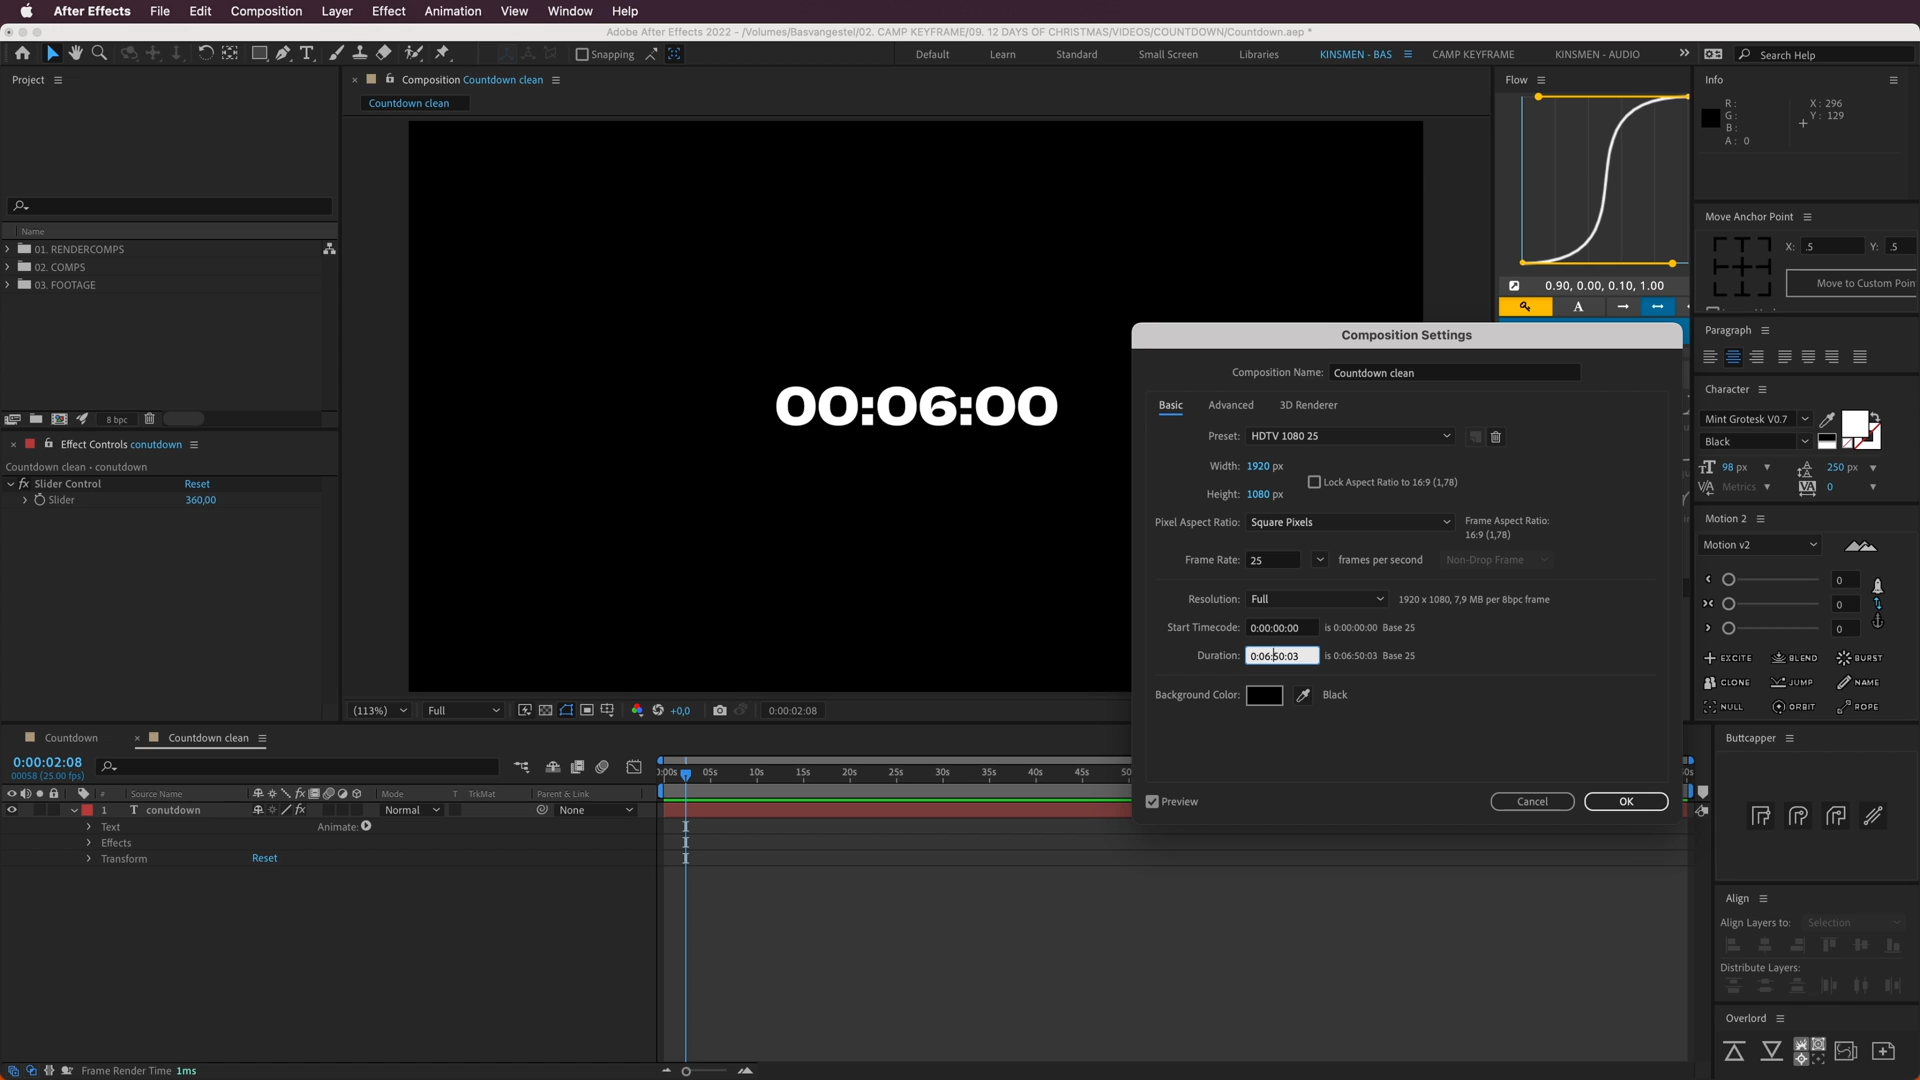 After Effects File Edit Composition Layer Effect Animation View Window Help
Adobe After Effects 2022 - /Volumes/Basvangestel/02. CAMP KEYFRAME/09. 12 DAYS OF CHRISTMAS/VIDEOS/COUNTDOWN/Countdown.aep *
Snapping Default Learn Standard Small Screen Libraries KINSMEN - BAS CAMP KEYFRAME KINSMEN - AUDIO Search Help
Project
Composition Countdown clean
Flow
Info
Countdown clean
R:
G:
B:
A: 0
X: 296
Y: 129
Name
01. RENDERCOMPS
02. COMPS
03. FOOTAGE
8 bpc
Effect Controls conutdown
Countdown clean • conutdown
Slider Control Reset
Slider 360,00
00:06:00
(113%) Full +0,0 0:00:02:08
0.90, 0.00, 0.10, 1.00
A
Move Anchor Point
X: .5 Y: .5
Move to Custom Poin
Paragraph
Character
Mint Grotesk V0.7
Black
98 px 250 px
Metrics 0
Motion 2
Motion v2
0
0
0
EXCITE BLEND BURST
CLONE JUMP NAME
NULL ORBIT ROPE
Composition Settings
Composition Name: Countdown clean
Basic Advanced 3D Renderer
Preset: HDTV 1080 25
Width: 1920 px
Lock Aspect Ratio to 16:9 (1,78)
Height: 1080 px
Pixel Aspect Ratio: Square Pixels
Frame Aspect Ratio:
16:9 (1,78)
Frame Rate: 25 frames per second Non-Drop Frame
Resolution: Full 1920 x 1080, 7,9 MB per 8bpc frame
Start Timecode: 0:00:00:00 is 0:00:00:00 Base 25
Duration: 0:06:50:03 is 0:06:50:03 Base 25
Background Color: Black
Preview Cancel OK
Countdown Countdown clean
0:00:02:08
00058 (25.00 fps)
):00s 05s 10s 15s 20s 25s 30s 35s 40s 45s 50
# Source Name Mode T TrkMat Parent & Link
1 T conutdown Normal None
Text Animate:
Effects
Transform Reset
Frame Render Time 1ms
Buttcapper
Align
Align Layers to: Selection
Distribute Layers:
Overlord